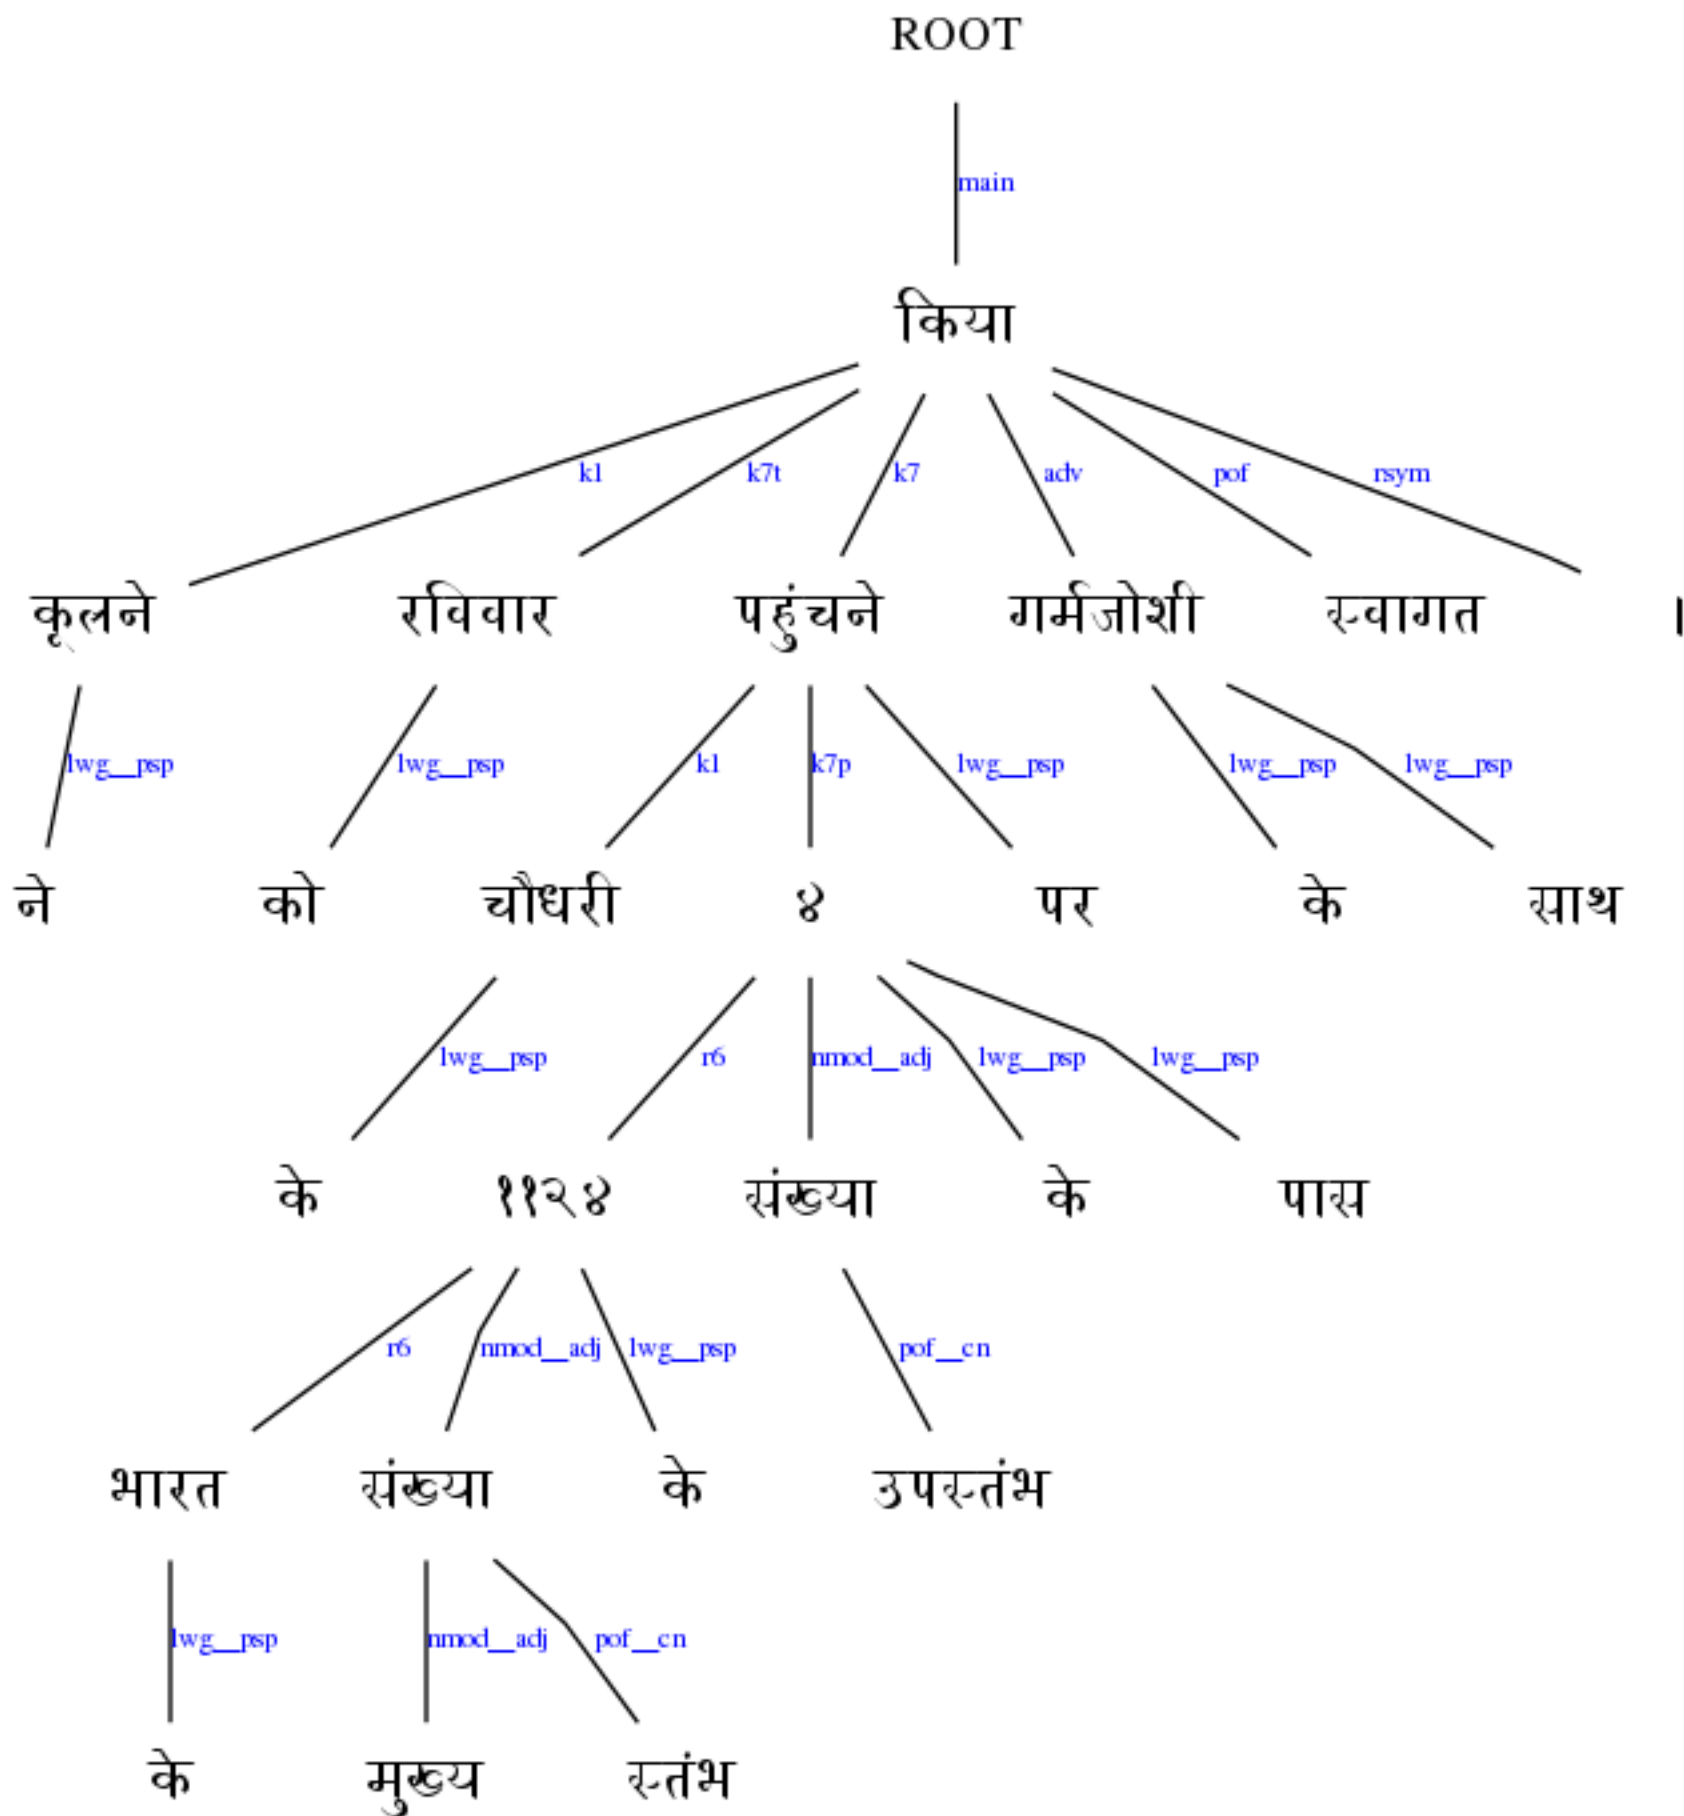 ROOT
main
किया
k1 k7t k7 adv pof rsym
कृलने रविवार पहुंचने गर्मजोशी स्वागत ।
lwg__psp lwg__psp k1 k7p lwg__psp lwg__psp lwg__psp
ने को चौधरी ४ पर के साथ
lwg__psp r6 nmod__adj lwg__psp lwg__psp
के ११२४ संख्या के पास
r6 nmod__adj lwg__psp pof__cn
भारत संख्या के उपस्तंभ
lwg__psp nmod__adj pof__cn
के मुख्य स्तंभ